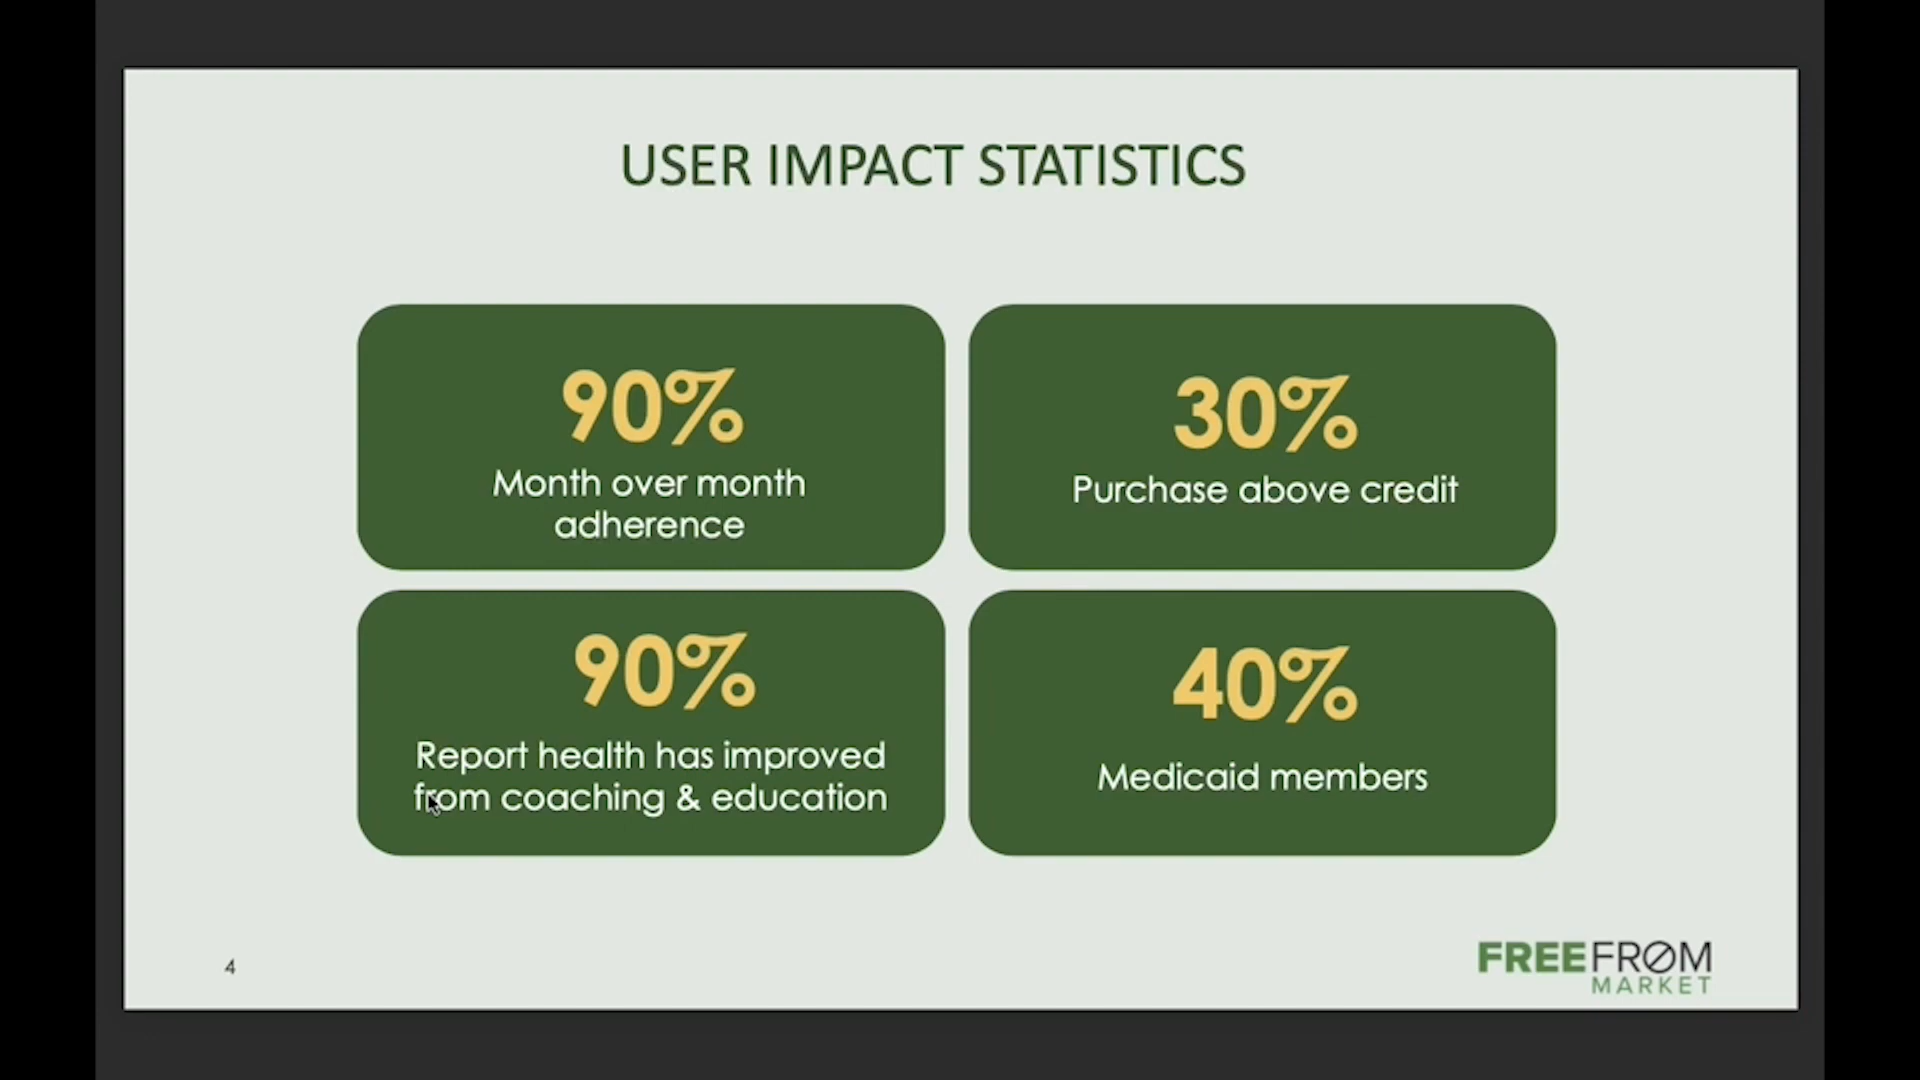 USER IMPACT STATISTICS
90%
Month over month
adherence
30%
Purchase above credit
90%
Report health has improved
from coaching & education
40%
Medicaid members
4
FREEFRØM
MARKET